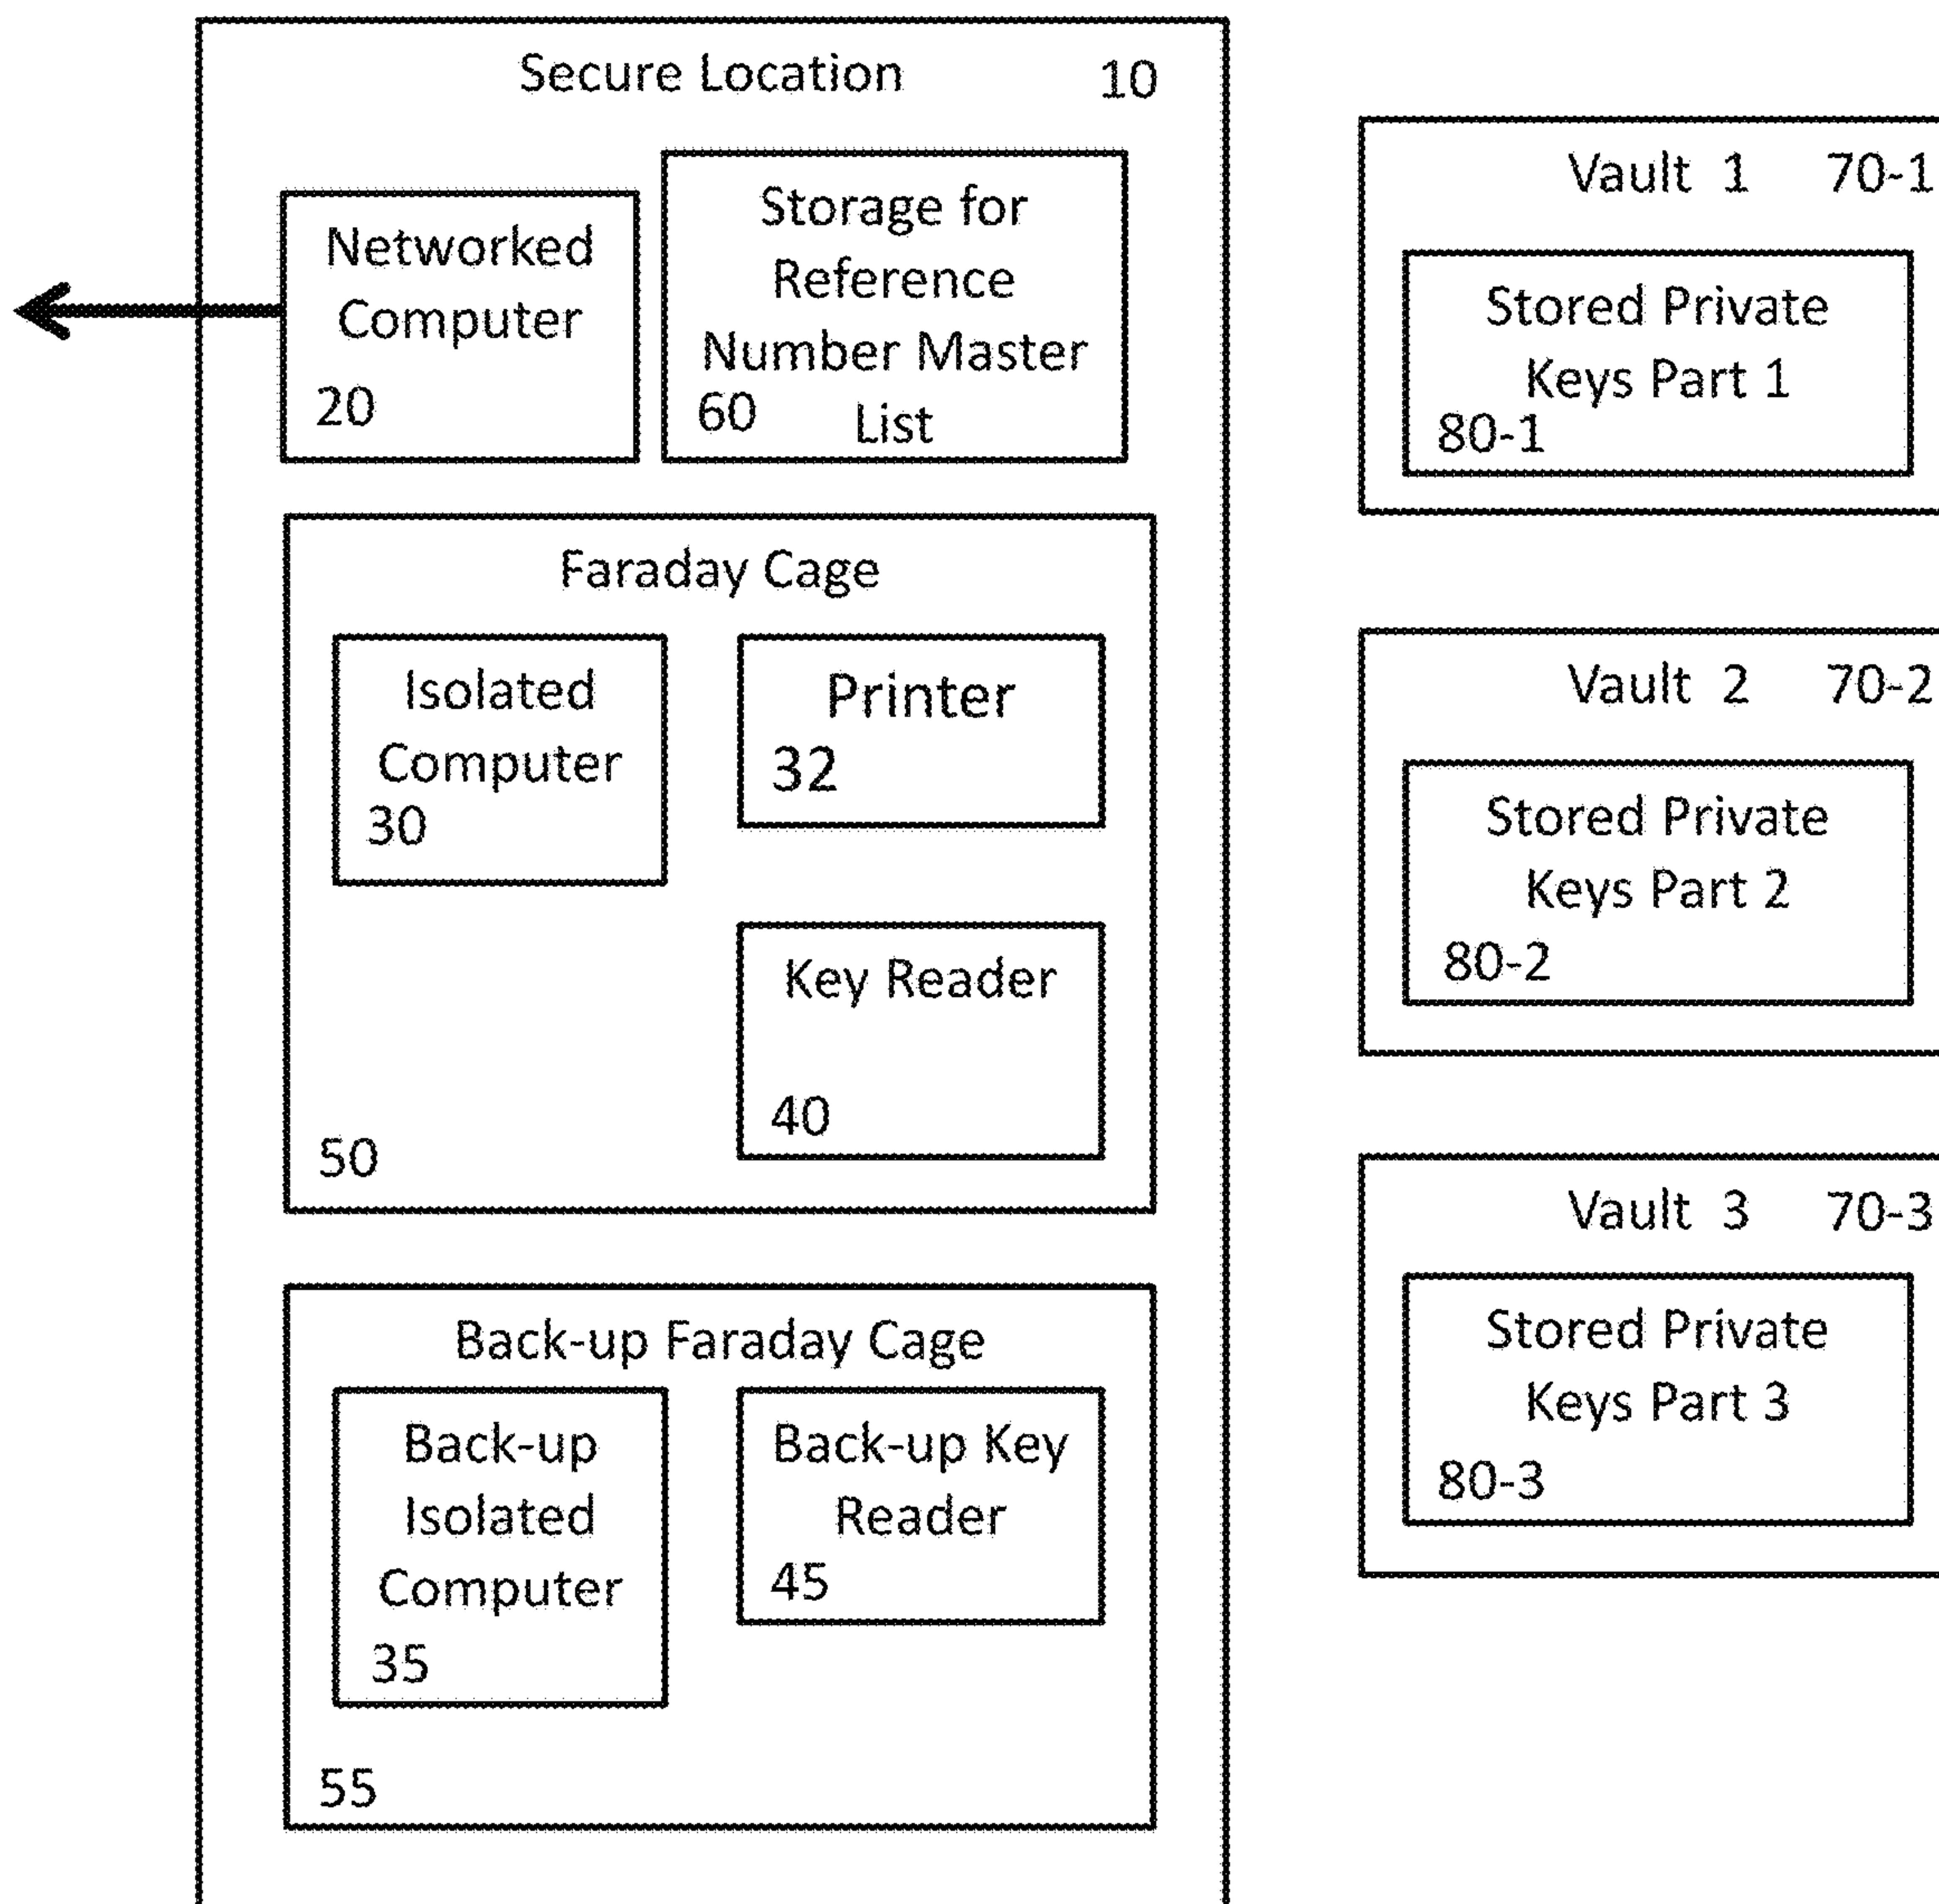 Secure Location 10
Networked
Computer
20
Storage for
Reference
Number Master
60 List
Faraday Cage
Isolated
Computer
30
Printer
32
Key Reader
40
50
Back-up Faraday Cage
Back-up
Isolated
Computer
35
Back-up Key
Reader
45
55
Vault 1 70-1
Stored Private
Keys Part 1
80-1
Vault 2 70-2
Stored Private
Keys Part 2
80-2
Vault 3 70-3
Stored Private
Keys Part 3
80-3